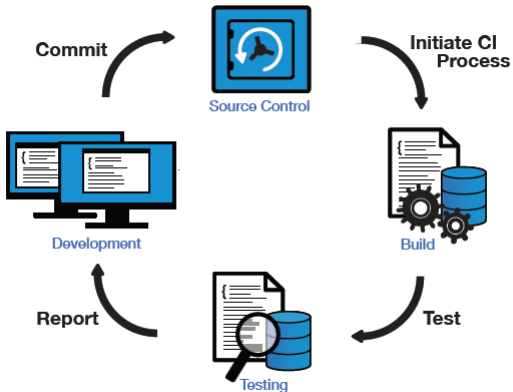 Commit
Initiate CI
Process
Source Control
Development
Build
Report
Test
Testing